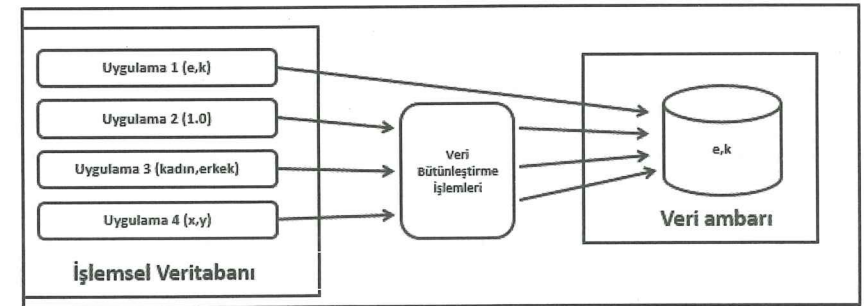 Uygulama 1 (e,k)
Uygulama 2 (1.0)
Uygulama 3 (kadın,erkek)
Uygulama 4 (x,y)
İşlemsel Veritabanı
Veri
Bütünleştirme
İşlemleri
e,k
Veri ambarı